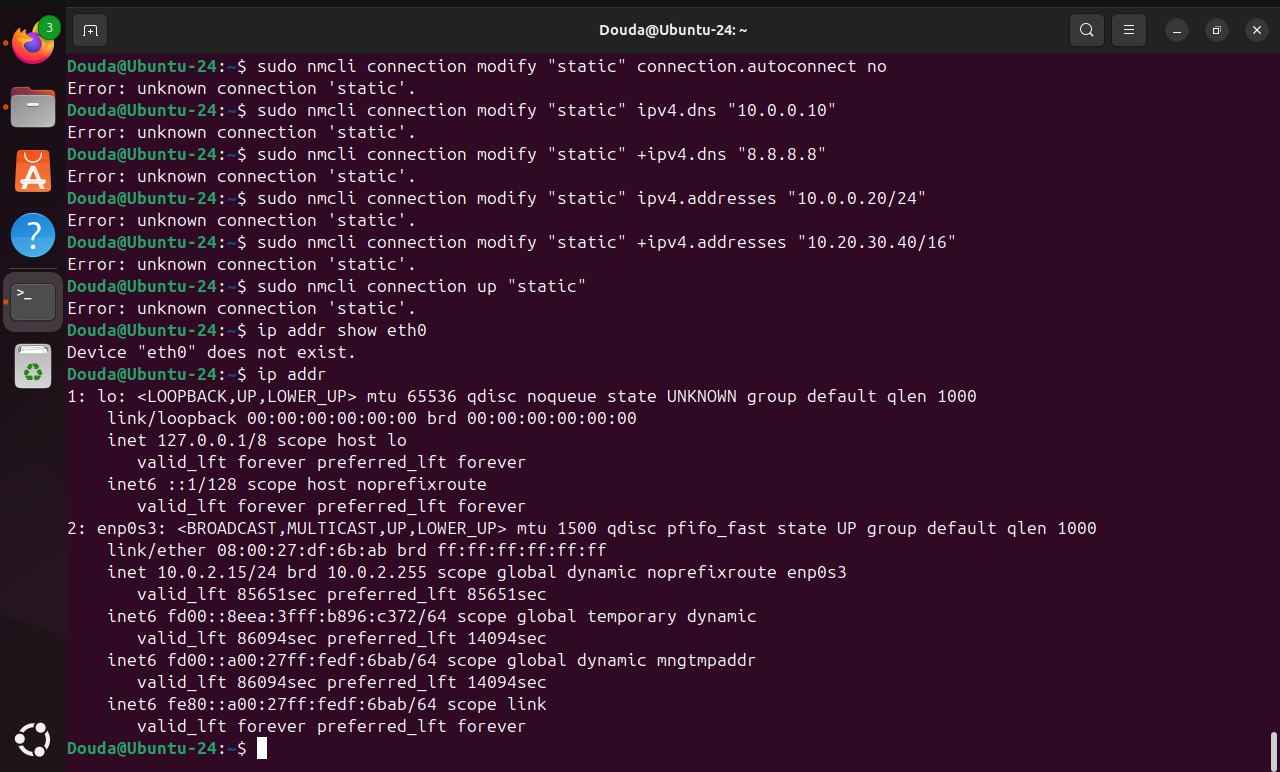 3
Douda@Ubuntu-24: ~
Douda@Ubuntu-24:~$ sudo nmcli connection modify "static" connection.autoconnect no
Error: unknown connection 'static'.
Douda@Ubuntu-24:~$ sudo nmcli connection modify "static" ipv4.dns "10.0.0.10"
Error: unknown connection 'static'.
Douda@Ubuntu-24:~$ sudo nmcli connection modify "static" +ipv4.dns "8.8.8.8"
Error: unknown connection 'static'.
Douda@Ubuntu-24:~$ sudo nmcli connection modify "static" ipv4.addresses "10.0.0.20/24"
Error: unknown connection 'static'.
Douda@Ubuntu-24:~$ sudo nmcli connection modify "static" +ipv4.addresses "10.20.30.40/16"
Error: unknown connection 'static'.
Douda@Ubuntu-24:~$ sudo nmcli connection up "static"
Error: unknown connection 'static'.
Douda@Ubuntu-24:~$ ip addr show eth0
Device "eth0" does not exist.
Douda@Ubuntu-24:~$ ip addr
1: lo: <LOOPBACK,UP,LOWER_UP> mtu 65536 qdisc noqueue state UNKNOWN group default qlen 1000
    link/loopback 00:00:00:00:00:00 brd 00:00:00:00:00:00
    inet 127.0.0.1/8 scope host lo
       valid_lft forever preferred_lft forever
    inet6 ::1/128 scope host noprefixroute
       valid_lft forever preferred_lft forever
2: enp0s3: <BROADCAST,MULTICAST,UP,LOWER_UP> mtu 1500 qdisc pfifo_fast state UP group default qlen 1000
    link/ether 08:00:27:df:6b:ab brd ff:ff:ff:ff:ff:ff
    inet 10.0.2.15/24 brd 10.0.2.255 scope global dynamic noprefixroute enp0s3
       valid_lft 85651sec preferred_lft 85651sec
    inet6 fd00::8eea:3fff:b896:c372/64 scope global temporary dynamic
       valid_lft 86094sec preferred_lft 14094sec
    inet6 fd00::a00:27ff:fedf:6bab/64 scope global dynamic mngtmpaddr
       valid_lft 86094sec preferred_lft 14094sec
    inet6 fe80::a00:27ff:fedf:6bab/64 scope link
       valid_lft forever preferred_lft forever
Douda@Ubuntu-24:~$